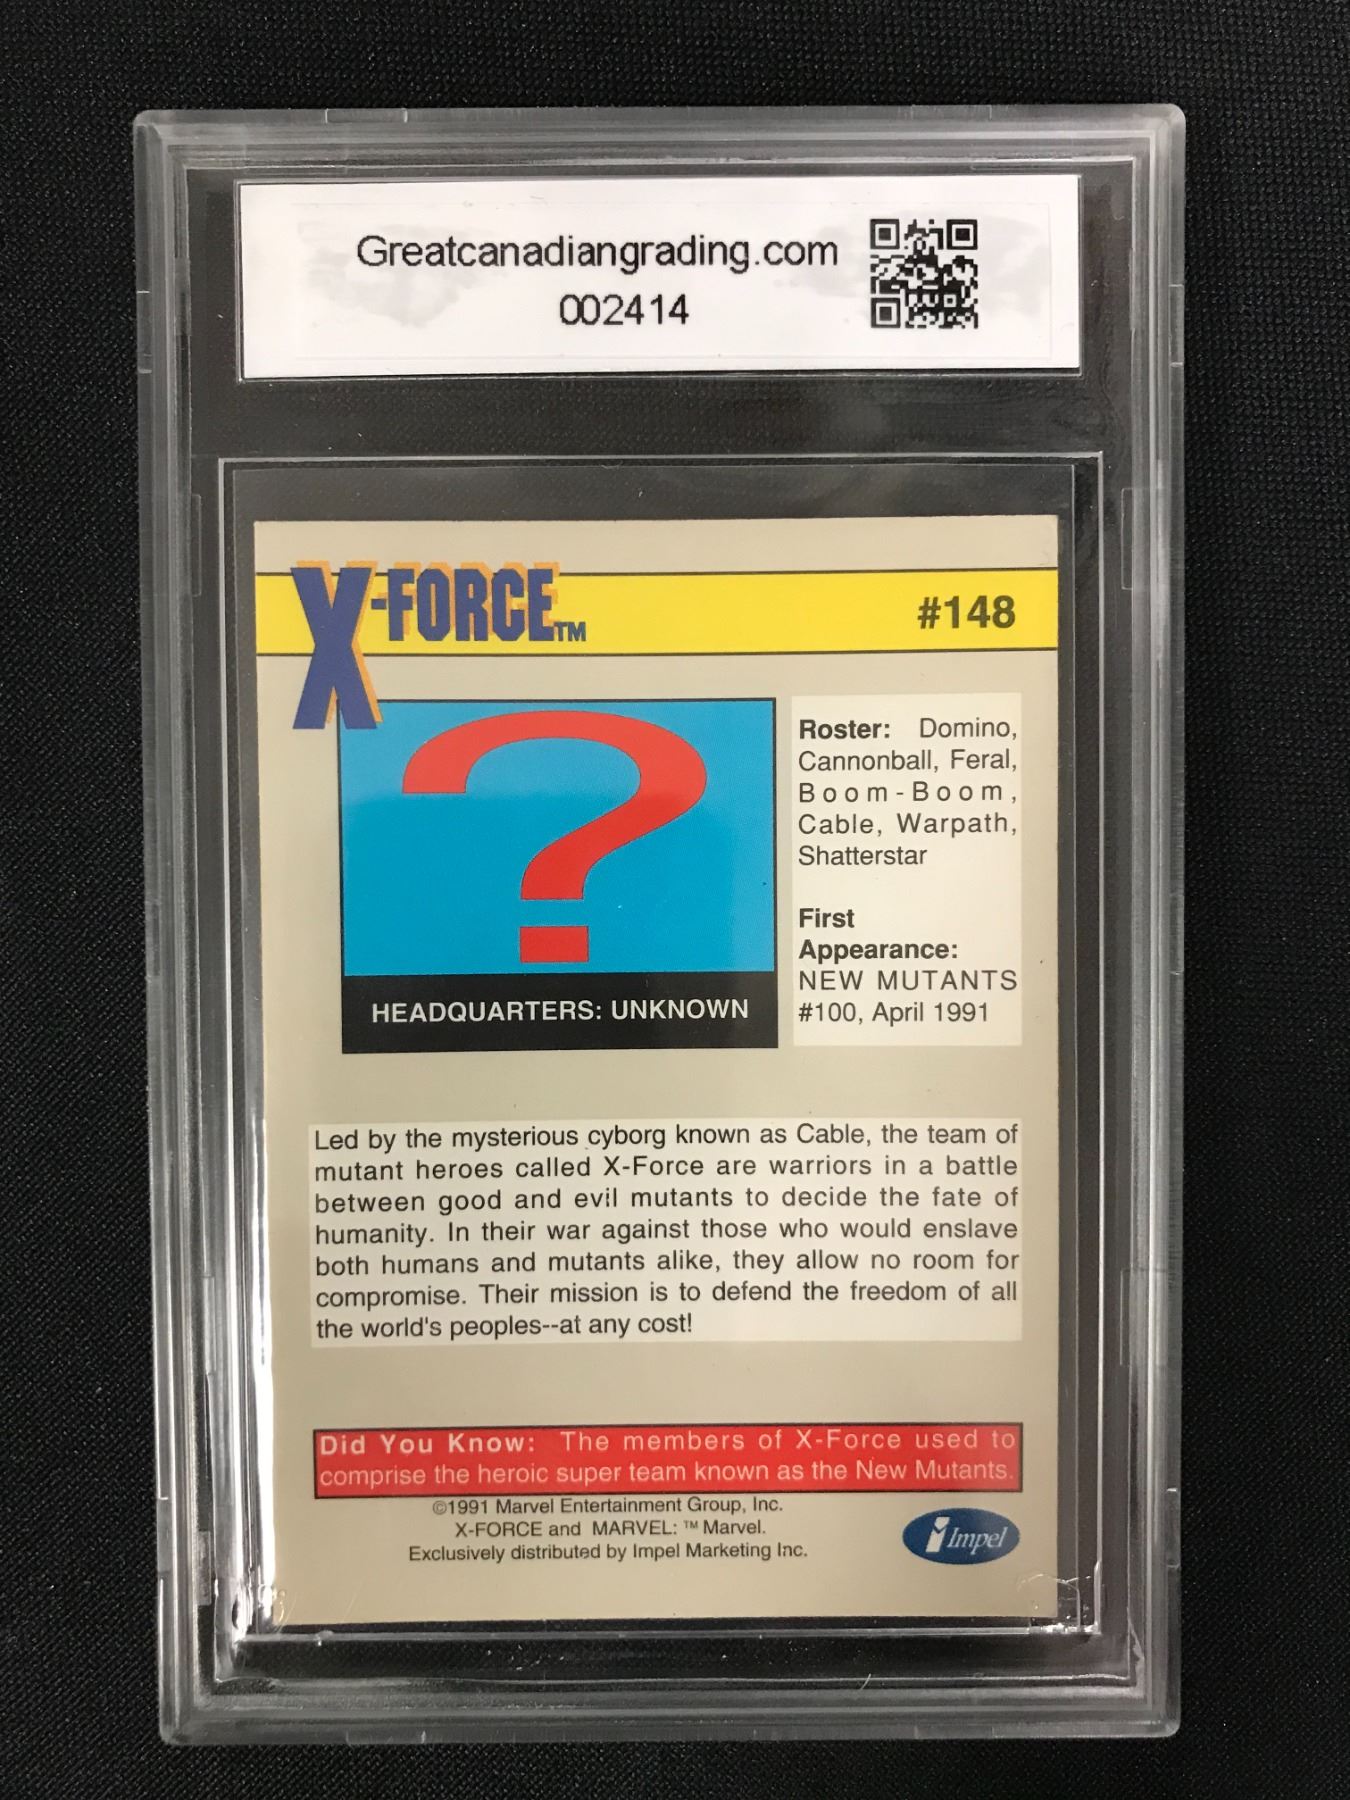 Greatcanadiangrading.com
002414
X-FORCE™
#148
HEADQUARTERS: UNKNOWN
Roster: Domino,
Cannonball, Feral,
Boom-Boom,
Cable, Warpath,
Shatterstar
First
Appearance:
NEW MUTANTS
#100, April 1991
Led by the mysterious cyborg known as Cable, the team of
mutant heroes called X-Force are warriors in a battle
between good and evil mutants to decide the fate of
humanity. In their war against those who would enslave
both humans and mutants alike, they allow no room for
compromise. Their mission is to defend the freedom of all
the world's peoples--at any cost!
Did You Know: The members of X-Force used to
comprise the heroic super team known as the New Mutants.
©1991 Marvel Entertainment Group, Inc.
X-FORCE and MARVEL: ™ Marvel.
Exclusively distributed by Impel Marketing Inc.
Impel